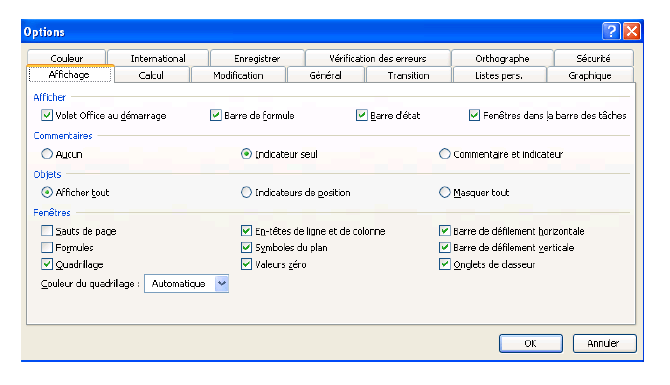 Options
Couleur International Enregistrer Vérification des erreurs Orthographe Sécurité
Affichage Calcul Modification Général Transition Listes pers. Graphique
Afficher
Volet Office au démarrage Barre de formule Barre d'état Fenêtres dans la barre des tâches
Commentaires
Aucun Indicateur seul Commentaire et indicateur
Objets
Afficher tout Indicateurs de position Masquer tout
Fenêtres
Sauts de page En-têtes de ligne et de colonne Barre de défilement horizontale
Formules Symboles du plan Barre de défilement verticale
Quadrillage Valeurs zéro Onglets de classeur
Couleur du quadrillage : Automatique
OK Annuler